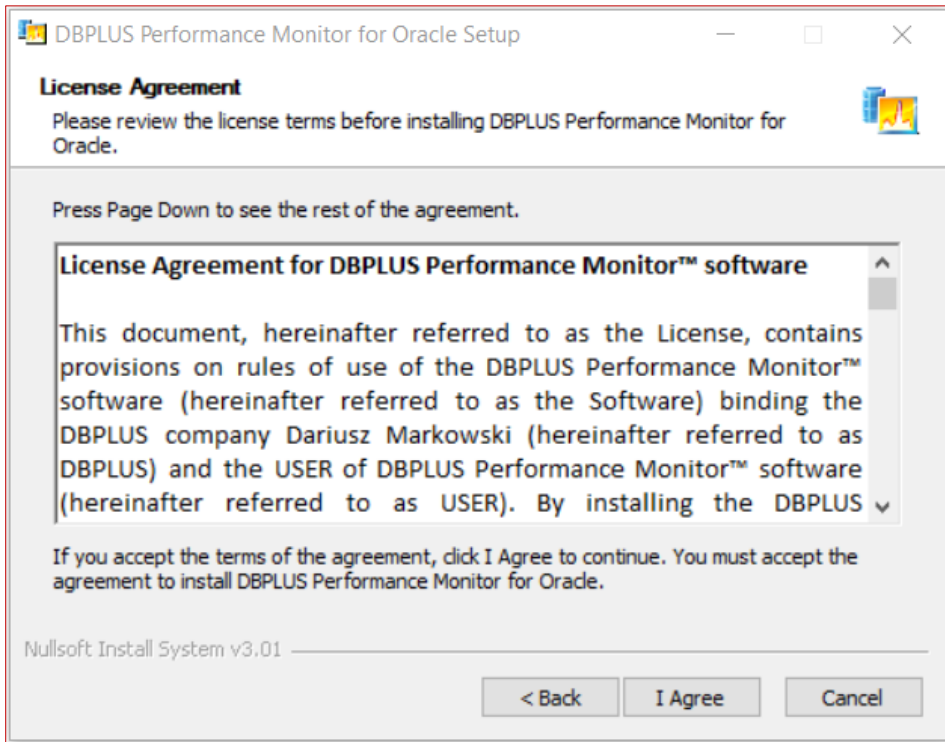 DBPLUS Performance Monitor for Oracle Setup
License Agreement
Please review the license terms before installing DBPLUS Performance Monitor for
Oracle.
Press Page Down to see the rest of the agreement.
License Agreement for DBPLUS Performance Monitor™ software
This document, hereinafter referred to as the License, contains
provisions on rules of use of the DBPLUS Performance Monitor™
software (hereinafter referred to as the Software) binding the
DBPLUS company Dariusz Markowski (hereinafter referred to as
DBPLUS) and the USER of DBPLUS Performance Monitor™ software
(hereinafter referred to as USER). By installing the DBPLUS
If you accept the terms of the agreement, click I Agree to continue. You must accept the
agreement to install DBPLUS Performance Monitor for Oracle.
Nullsoft Install System v3.01
< Back I Agree Cancel